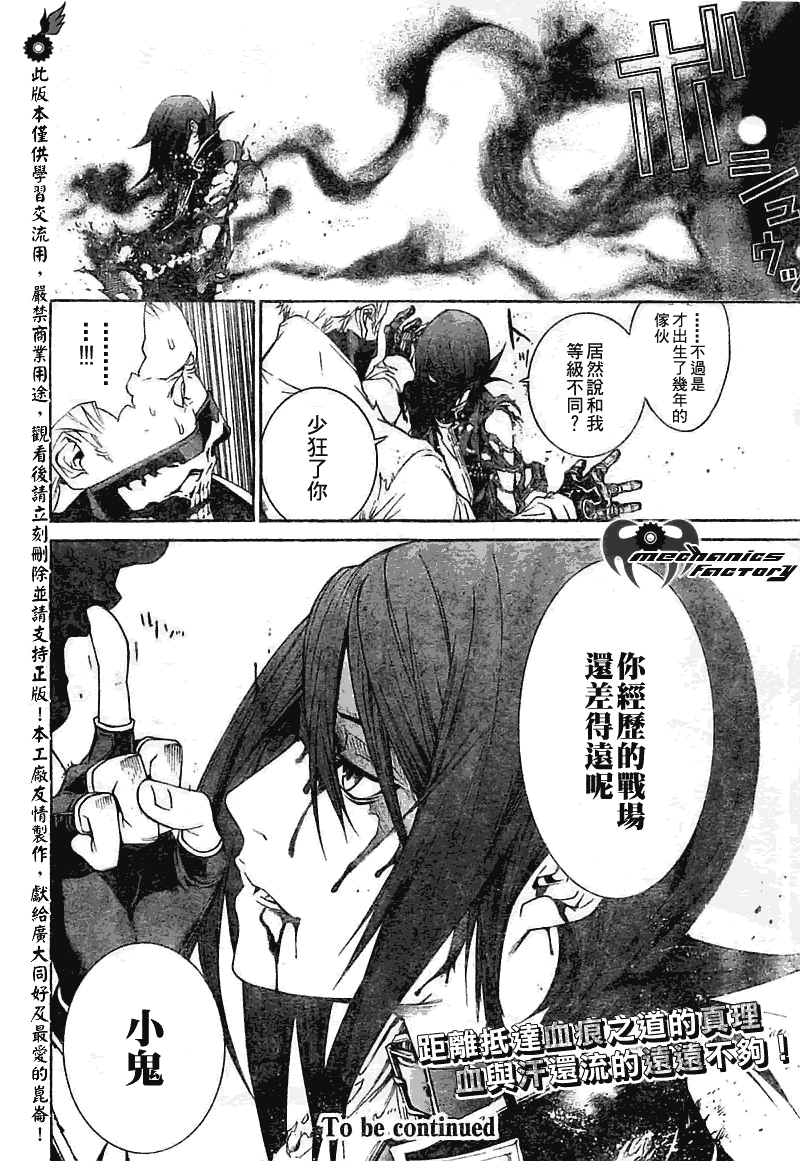 ボシュゥッ
……不過是
才出生了幾年的
傢伙
居然說和我
等級不同？
少狂了你
……
…!!!
mechanics
factory
你經歷的戰場
還差得遠呢
小鬼
距離抵達血痕之道的真理
血與汗還流的遠遠不夠！
To be continued
此版本僅供學習交流用，嚴禁商業用途，觀看後請立刻刪除並請支持正版！本工廠友情製作，獻給廣大同好及最愛的崑崙！